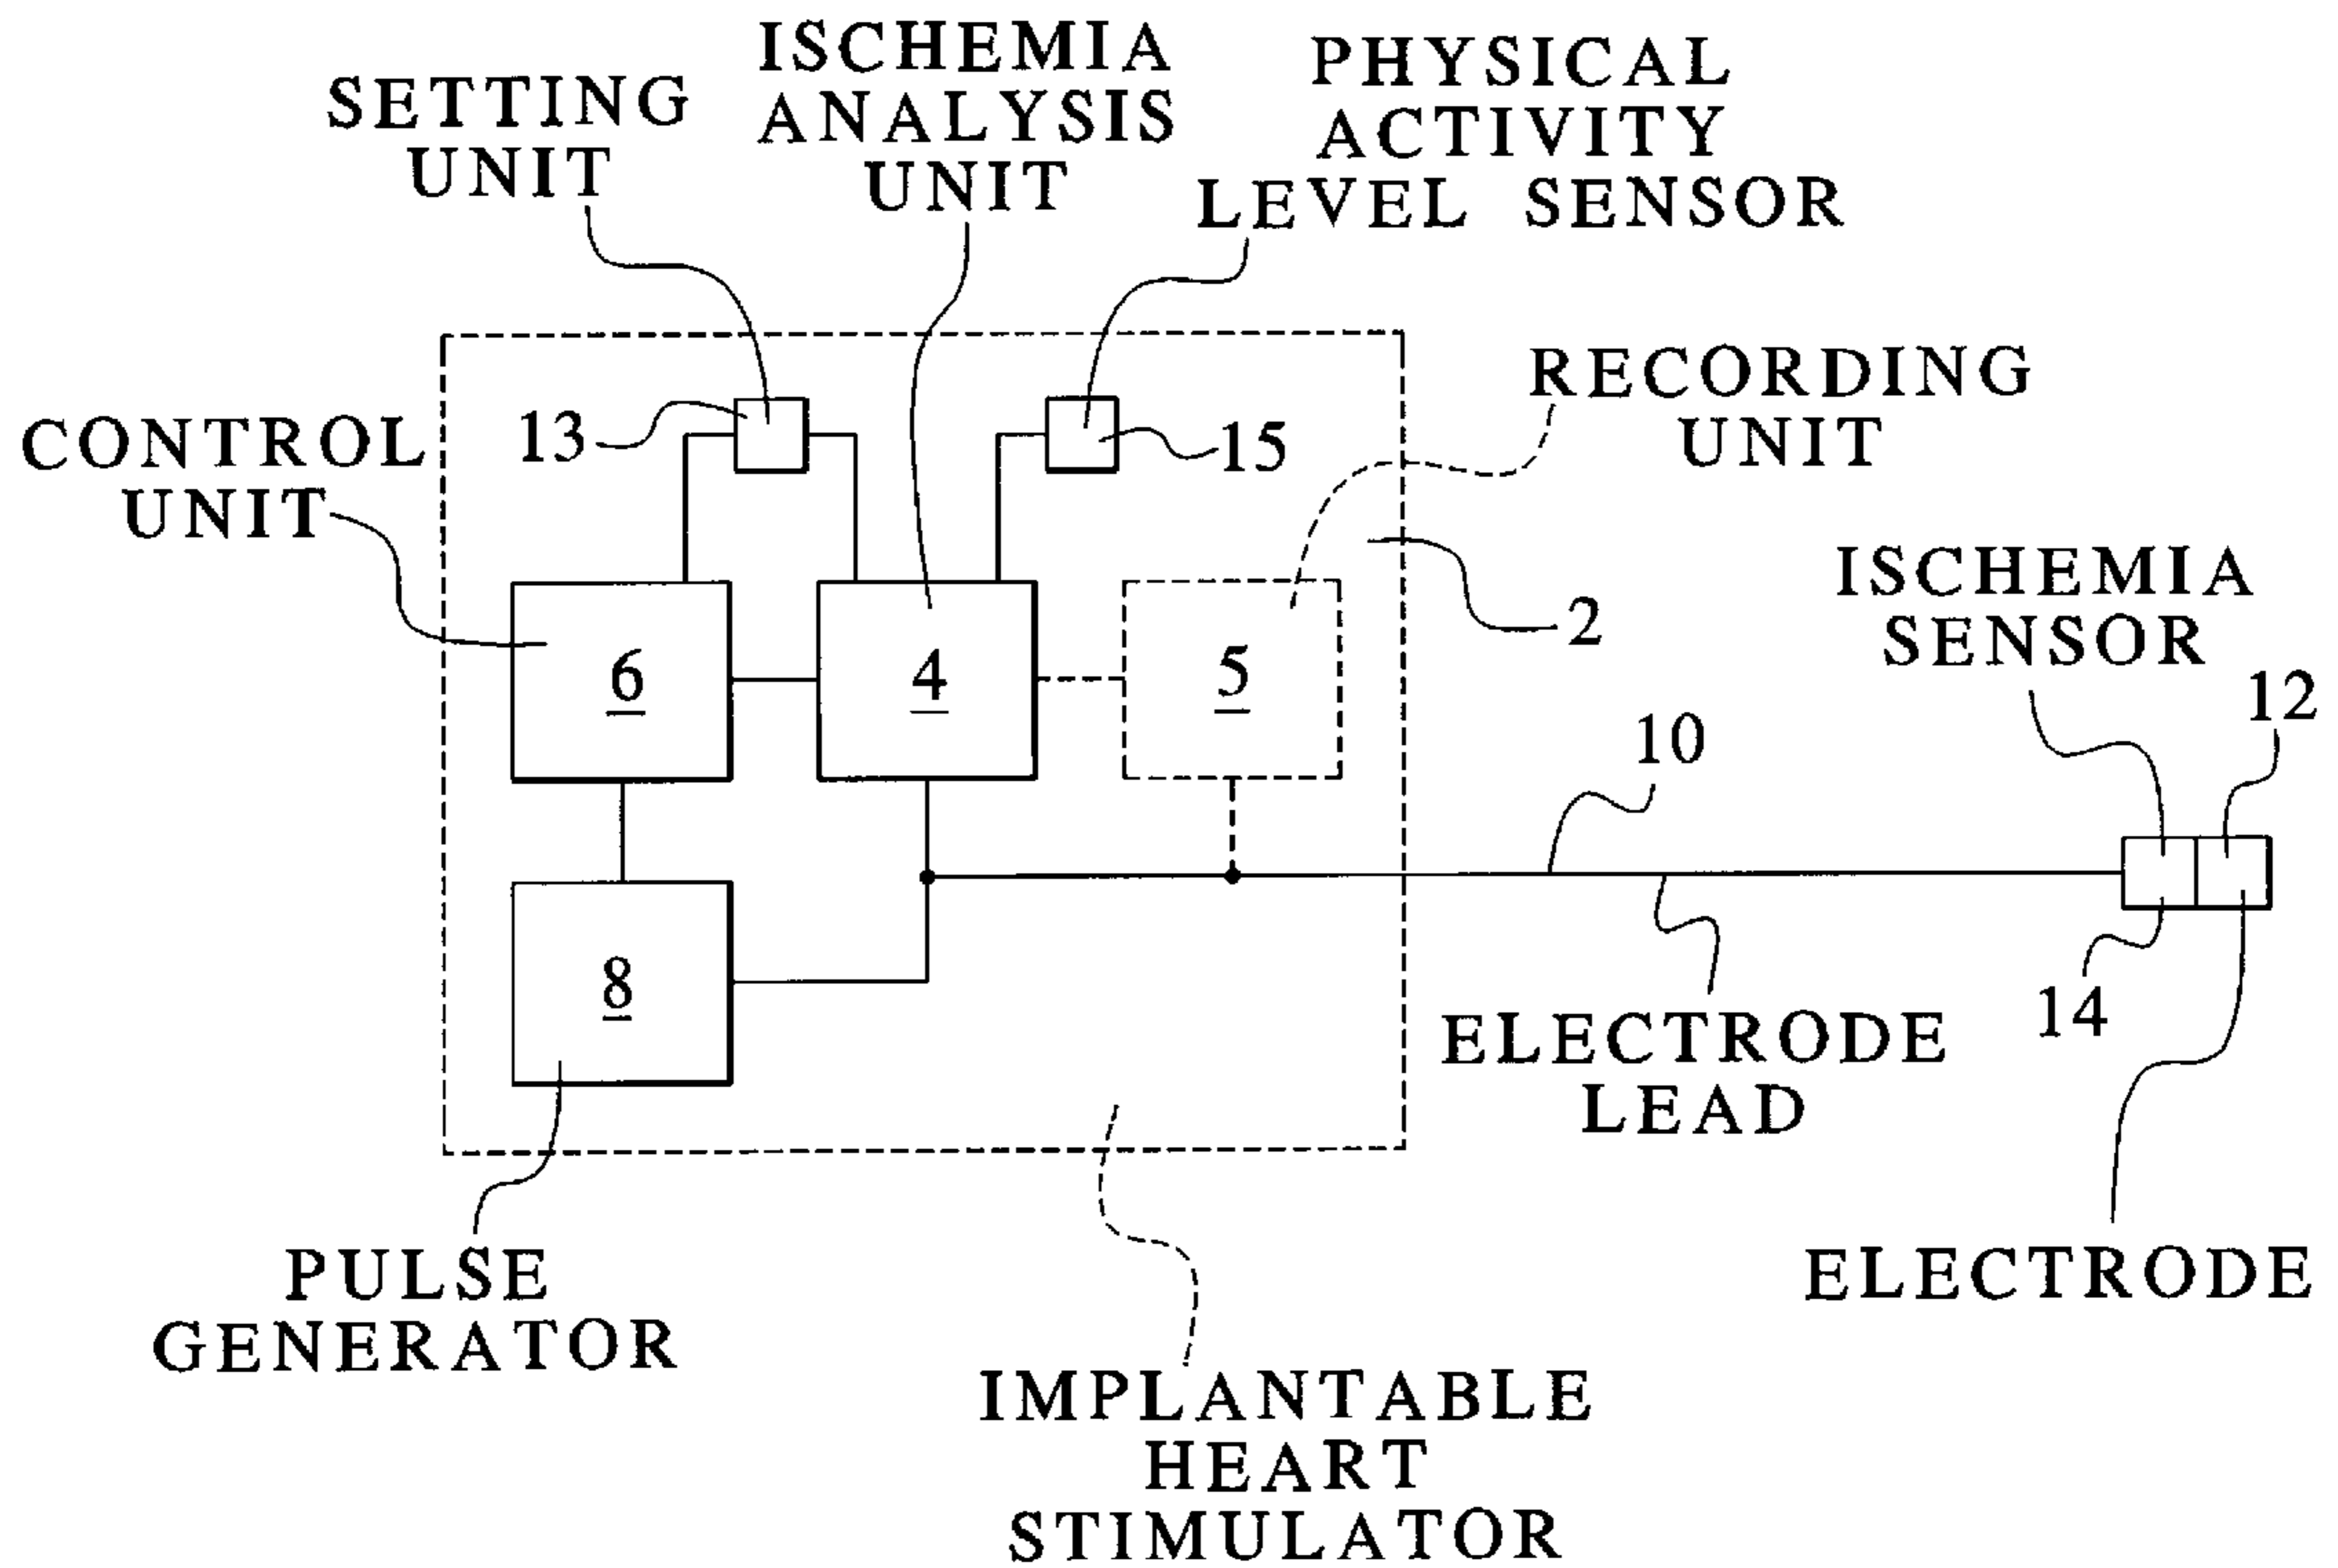 ISCHEMIA
ANALYSIS
UNIT
SETTING
UNIT
PHYSICAL
ACTIVITY
LEVEL SENSOR
RECORDING
UNIT
CONTROL
UNIT
13
15
2
ISCHEMIA
SENSOR
6
4
5
12
10
8
14
ELECTRODE
LEAD
PULSE
GENERATOR
ELECTRODE
IMPLANTABLE
HEART
STIMULATOR